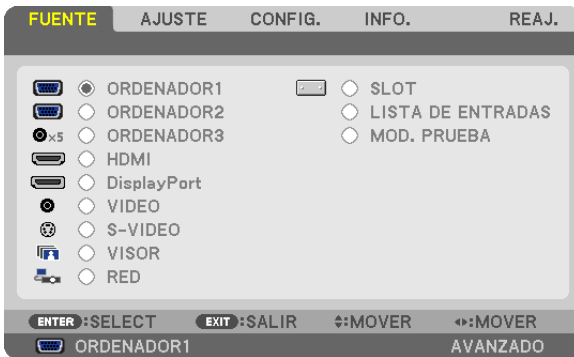 FUENTE AJUSTE CONFIG. INFO. REAJ.
ORDENADOR1
ORDENADOR2
×5 ORDENADOR3
HDMI
DisplayPort
VIDEO
S-VIDEO
VISOR
RED
SLOT
LISTA DE ENTRADAS
MOD. PRUEBA
ENTER :SELECT EXIT :SALIR :MOVER :MOVER
ORDENADOR1 AVANZADO